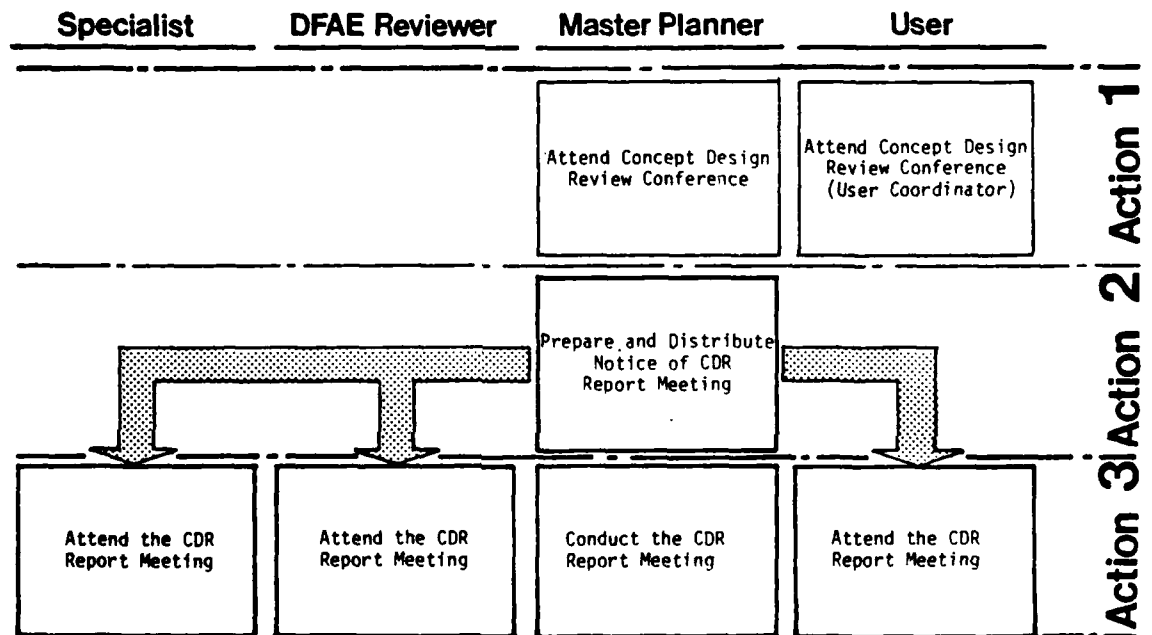 Specialist DFAE Reviewer Master Planner User
Attend Concept Design
Review Conference
Attend Concept Design
Review Conference
(User Coordinator)
Action 1
Prepare and Distribute
Notice of CDR
Report Meeting
Action 2
Attend the CDR
Report Meeting
Attend the CDR
Report Meeting
Conduct the CDR
Report Meeting
Attend the CDR
Report Meeting
Action 3